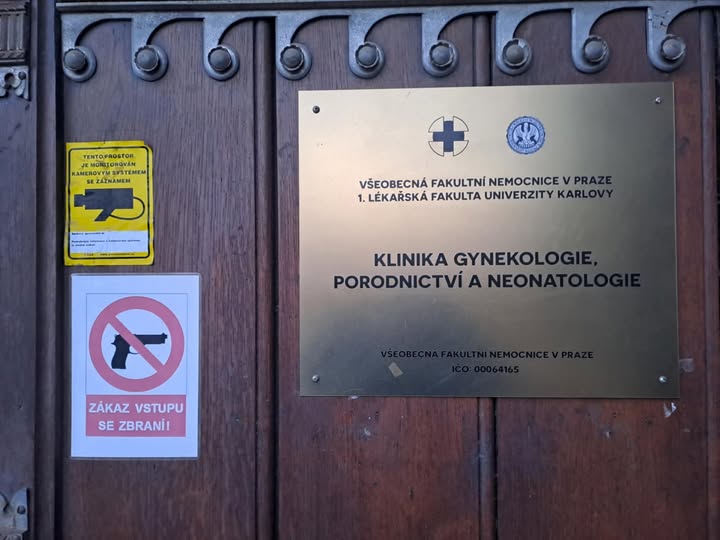 TENTO PROSTOR
JE MONITOROVÁN
KAMEROVÝM SYSTÉMEM
SE ZÁZNAMEM
ZÁKAZ VSTUPU
SE ZBRANÍ!
VŠEOBECNÁ FAKULTNÍ NEMOCNICE V PRAZE
1. LÉKAŘSKÁ FAKULTA UNIVERZITY KARLOVY
KLINIKA GYNEKOLOGIE,
PORODNICTVÍ A NEONATOLOGIE
VŠEOBECNÁ FAKULTNÍ NEMOCNICE V PRAZE
IČO 00064165